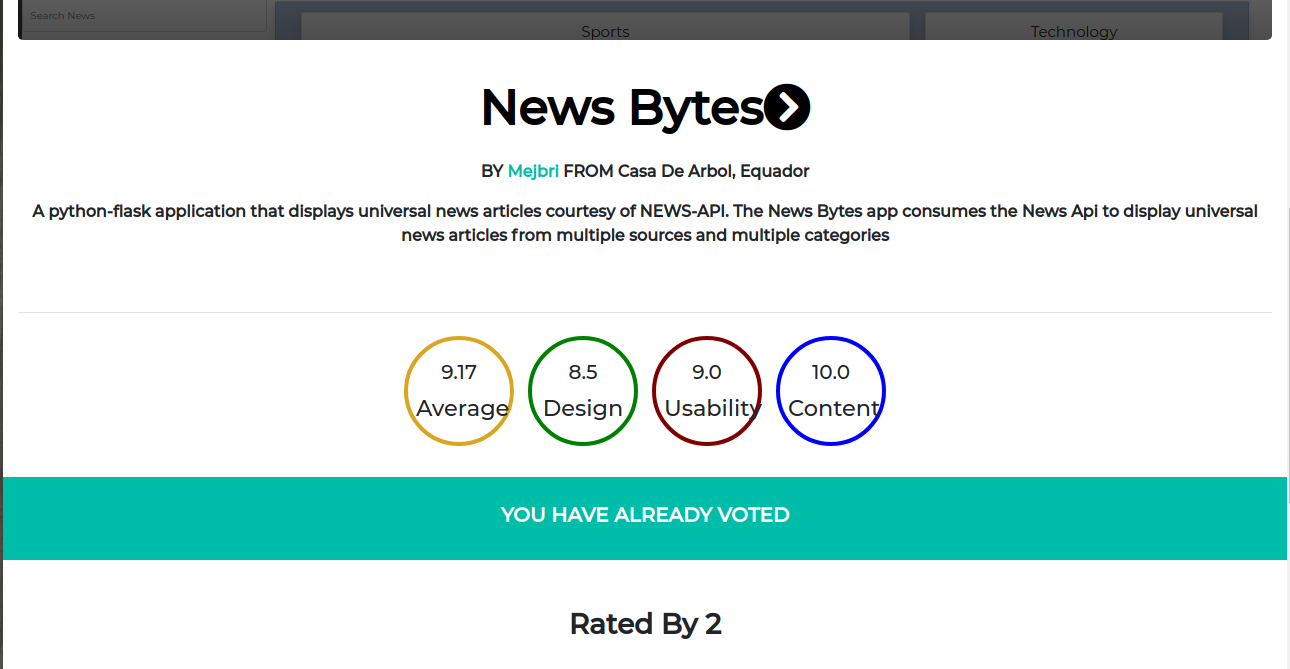 Search News
Sports
Technology
News Bytes
BY Mejbri FROM Casa De Arbol, Equador
A python-flask application that displays universal news articles courtesy of NEWS-API. The News Bytes app consumes the News Api to display universal
news articles from multiple sources and multiple categories
9.17
8.5
9.0
10.0
Average
Design
Usability
Content
YOU HAVE ALREADY VOTED
Rated By 2